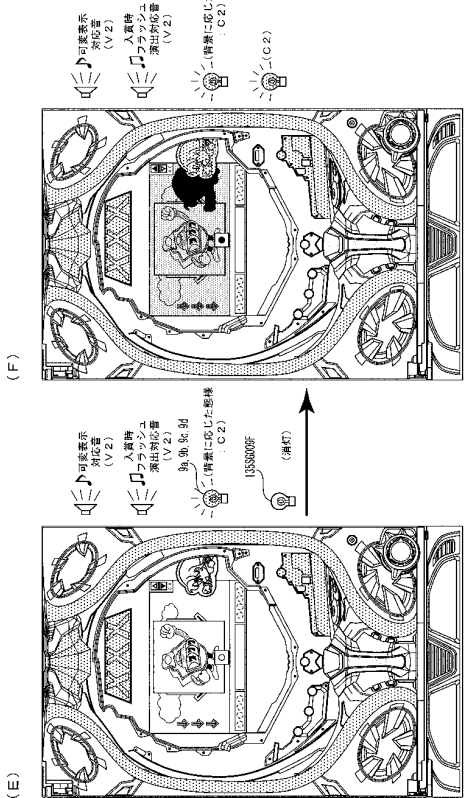 (E)
♪可変表示
対応音
(V2)
♫入賞時
フラッシュ
演出対応音
(V2)
9a, 9b, 9c, 9d
(背景に応じた態様
:C2)
135SG009F
(消灯)
(F)
♪可変表示
対応音
(V2)
♫入賞時
フラッシュ
演出対応音
(V2)
(背景に応じ
:C2)
(C2)